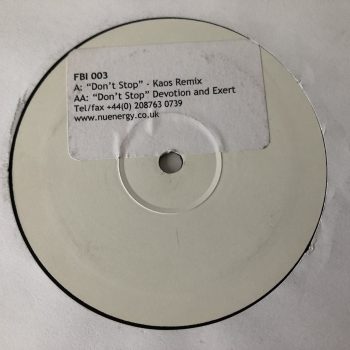 FBI 003
A: “Don’t Stop” - Kaos Remix
AA: “Don’t Stop” Devotion and Exert
Tel/fax +44(0) 208763 0739
www.nuenergy.co.uk